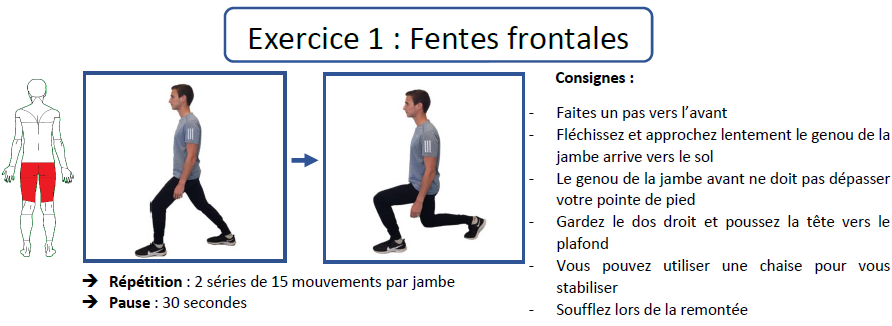 Exercice 1 : Fentes frontales
Consignes :
- Faites un pas vers l’avant
- Fléchissez et approchez lentement le genou de la
jambe arrive vers le sol
- Le genou de la jambe avant ne doit pas dépasser
votre pointe de pied
- Gardez le dos droit et poussez la tête vers le
plafond
- Vous pouvez utiliser une chaise pour vous
stabiliser
- Soufflez lors de la remontée
➔ Répétition : 2 séries de 15 mouvements par jambe
➔ Pause : 30 secondes